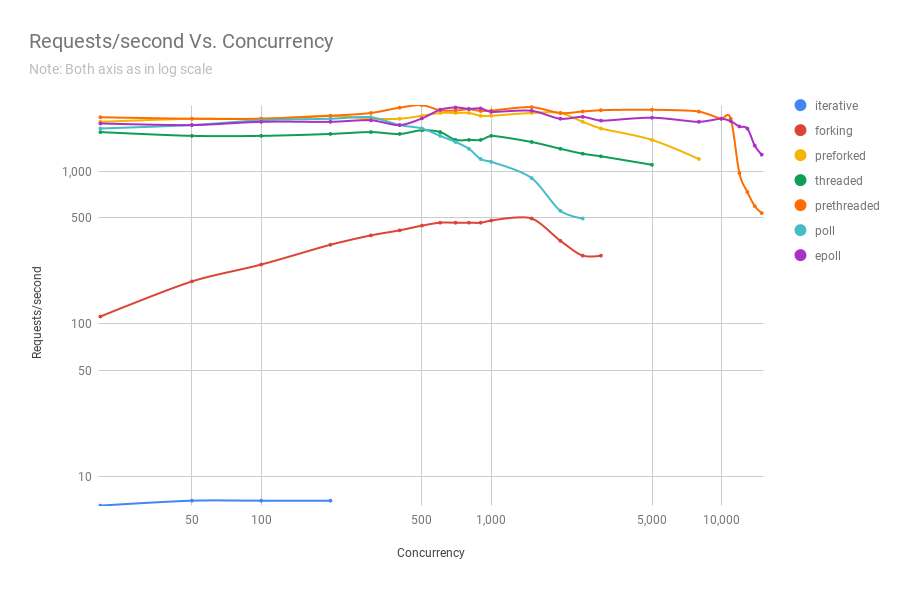 Requests/second Vs. Concurrency
Note: Both axis as in log scale
iterative
forking
preforked
threaded
prethreaded
poll
epoll
1,000
500
100
50
10
Requests/second
50
100
500
1,000
5,000
10,000
Concurrency